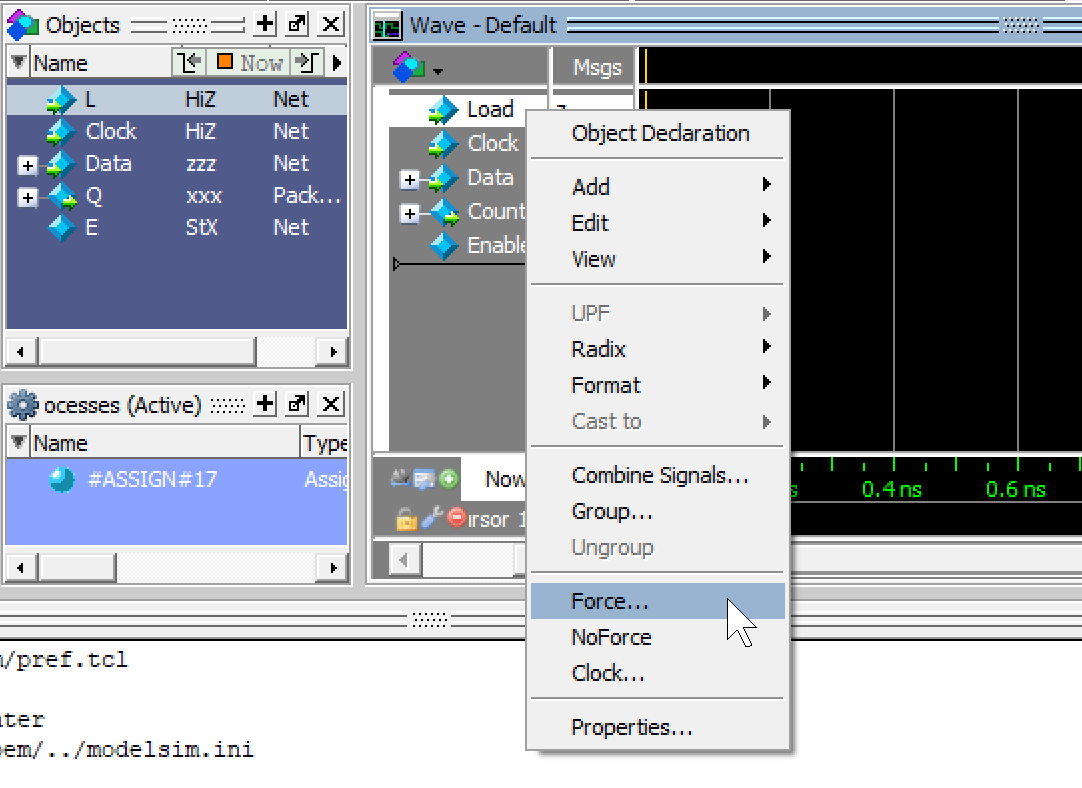 Objects
Name Now
L HiZ Net
Clock HiZ Net
Data zzz Net
Q xxx Pack...
E StX Net
ocesses (Active)
Name Type
#ASSIGN#17 Assig
Wave - Default
Msgs
Load
Clock
Data
Count
Enable
Now
ursor 1
0.4 ns 0.6 ns
Object Declaration
Add
Edit
View
UPF
Radix
Format
Cast to
Combine Signals...
Group...
Ungroup
Force...
NoForce
Clock...
Properties...
/pref.tcl
ter
em/../modelsim.ini